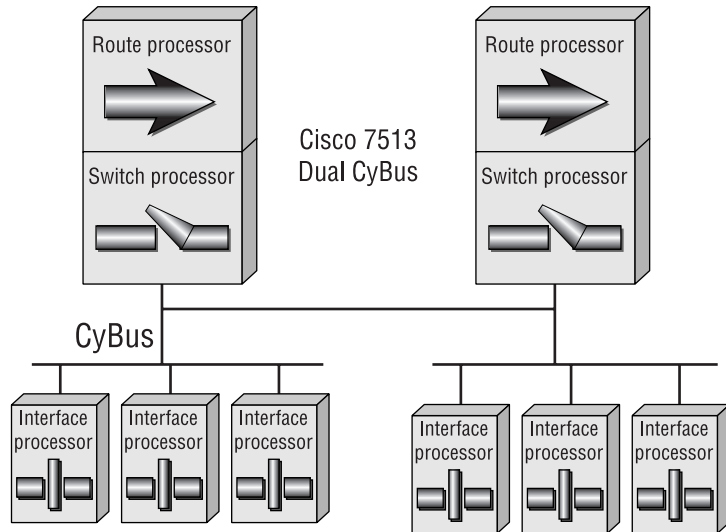 Route processor
Route processor
Cisco 7513
Dual CyBus
Switch processor
Switch processor
CyBus
Interface
processor
Interface
processor
Interface
processor
Interface
processor
Interface
processor
Interface
processor